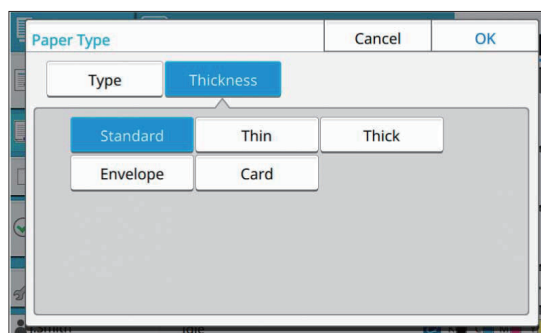 Paper Type Cancel OK
Type Thickness
Standard Thin Thick
Envelope Card